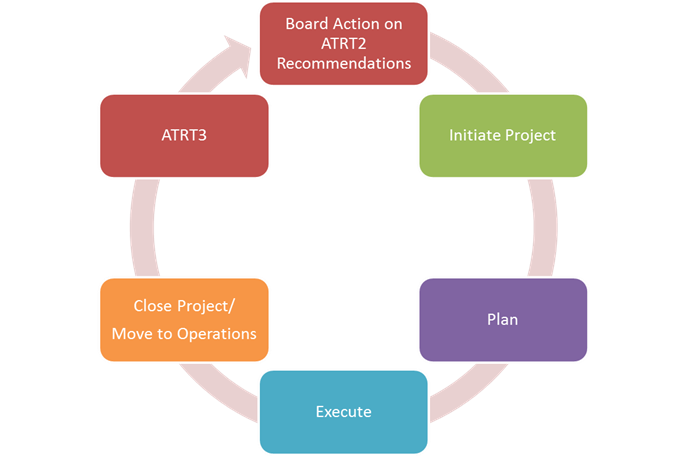 Board Action on
ATRT2
Recommendations
Initiate Project
Plan
Execute
Close Project/
Move to Operations
ATRT3